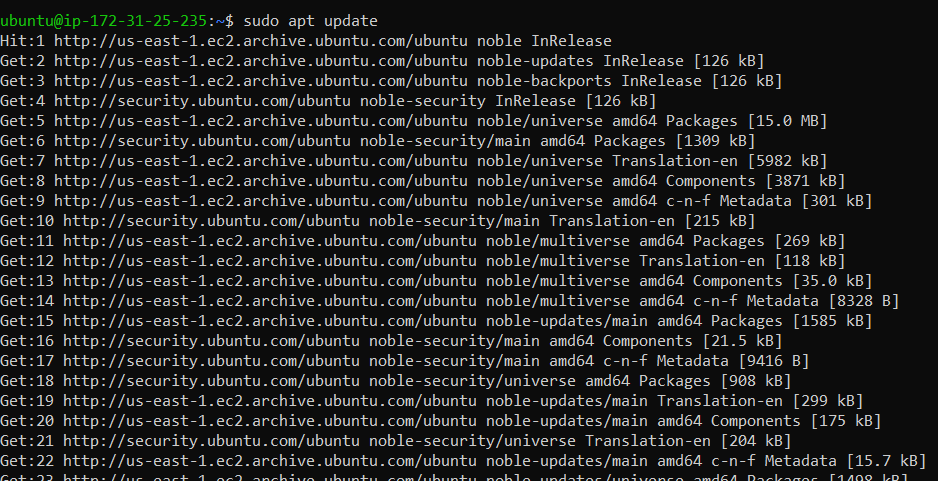 ubuntu@ip-172-31-25-235:~$ sudo apt update
Hit:1 http://us-east-1.ec2.archive.ubuntu.com/ubuntu noble InRelease
Get:2 http://us-east-1.ec2.archive.ubuntu.com/ubuntu noble-updates InRelease [126 kB]
Get:3 http://us-east-1.ec2.archive.ubuntu.com/ubuntu noble-backports InRelease [126 kB]
Get:4 http://security.ubuntu.com/ubuntu noble-security InRelease [126 kB]
Get:5 http://us-east-1.ec2.archive.ubuntu.com/ubuntu noble/universe amd64 Packages [15.0 MB]
Get:6 http://security.ubuntu.com/ubuntu noble-security/main amd64 Packages [1309 kB]
Get:7 http://us-east-1.ec2.archive.ubuntu.com/ubuntu noble/universe Translation-en [5982 kB]
Get:8 http://us-east-1.ec2.archive.ubuntu.com/ubuntu noble/universe amd64 Components [3871 kB]
Get:9 http://us-east-1.ec2.archive.ubuntu.com/ubuntu noble/universe amd64 c-n-f Metadata [301 kB]
Get:10 http://security.ubuntu.com/ubuntu noble-security/main Translation-en [215 kB]
Get:11 http://us-east-1.ec2.archive.ubuntu.com/ubuntu noble/multiverse amd64 Packages [269 kB]
Get:12 http://us-east-1.ec2.archive.ubuntu.com/ubuntu noble/multiverse Translation-en [118 kB]
Get:13 http://us-east-1.ec2.archive.ubuntu.com/ubuntu noble/multiverse amd64 Components [35.0 kB]
Get:14 http://us-east-1.ec2.archive.ubuntu.com/ubuntu noble/multiverse amd64 c-n-f Metadata [8328 B]
Get:15 http://us-east-1.ec2.archive.ubuntu.com/ubuntu noble-updates/main amd64 Packages [1585 kB]
Get:16 http://security.ubuntu.com/ubuntu noble-security/main amd64 Components [21.5 kB]
Get:17 http://security.ubuntu.com/ubuntu noble-security/main amd64 c-n-f Metadata [9416 B]
Get:18 http://security.ubuntu.com/ubuntu noble-security/universe amd64 Packages [908 kB]
Get:19 http://us-east-1.ec2.archive.ubuntu.com/ubuntu noble-updates/main Translation-en [299 kB]
Get:20 http://us-east-1.ec2.archive.ubuntu.com/ubuntu noble-updates/main amd64 Components [175 kB]
Get:21 http://security.ubuntu.com/ubuntu noble-security/universe Translation-en [204 kB]
Get:22 http://us-east-1.ec2.archive.ubuntu.com/ubuntu noble-updates/main amd64 c-n-f Metadata [15.7 kB]
Get:23 http://us-east-1.ec2.archive.ubuntu.com/ubuntu noble-updates/universe amd64 Packages [1498 kB]